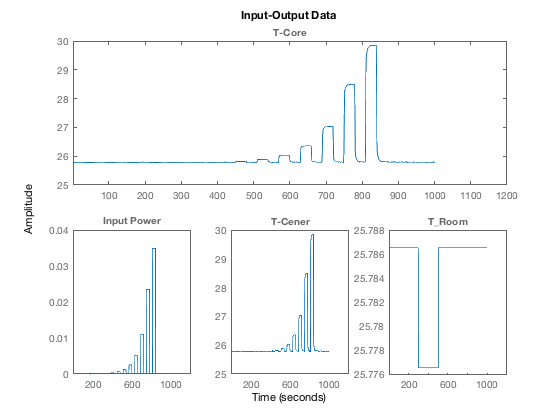 Input-Output Data
T-Core
30
29
28
27
26
25
100 200 300 400 500 600 700 800 900 1000 1100 1200
Amplitude
Input Power
0.04
0.03
0.02
0.01
0
200 600 1000
T-Cener
30
29
28
27
26
25
200 600 1000
T_Room
25.788
25.786
25.784
25.782
25.78
25.778
25.776
200 600 1000
Time (seconds)